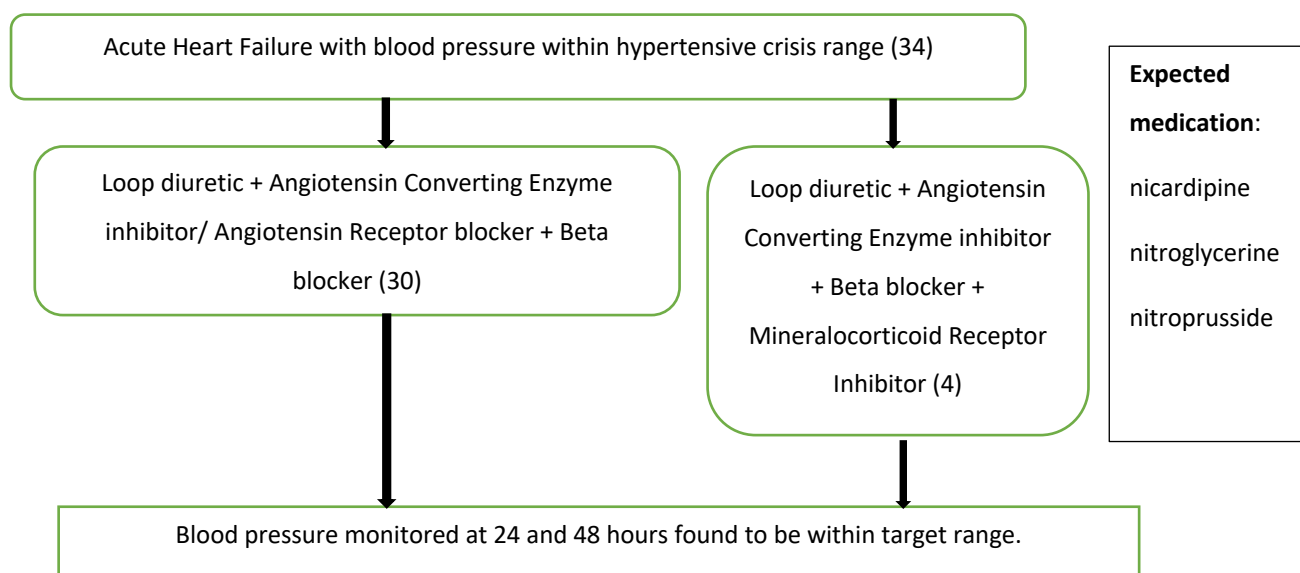 Acute Heart Failure with blood pressure within hypertensive crisis range (34)
Loop diuretic + Angiotensin Converting Enzyme
inhibitor/ Angiotensin Receptor blocker + Beta
blocker (30)
Loop diuretic + Angiotensin
Converting Enzyme inhibitor
+ Beta blocker +
Mineralocorticoid Receptor
Inhibitor (4)
Expected
medication:
nicardipine
nitroglycerine
nitroprusside
Blood pressure monitored at 24 and 48 hours found to be within target range.